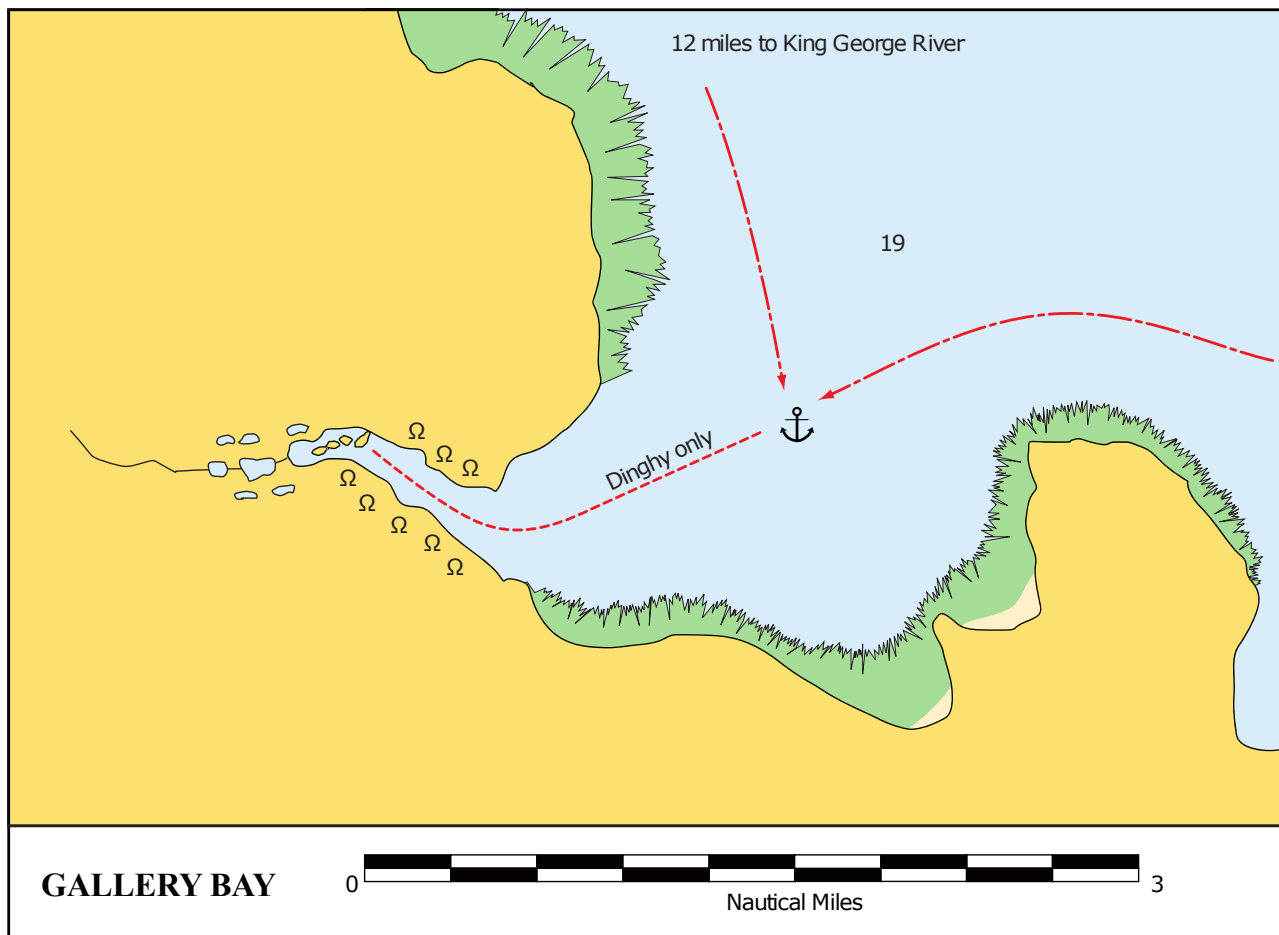 12 miles to King George River
19
Dinghy only
Ω Ω Ω
Ω Ω Ω Ω Ω
GALLERY BAY
0
3
Nautical Miles